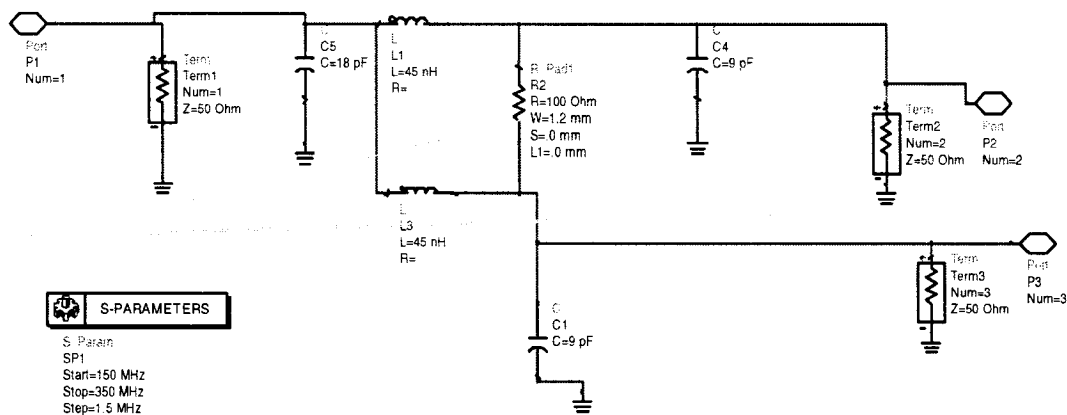 Port
P1
Num=1
Term
Term1
Num=1
Z=50 Ohm
C
C5
C=18 pF
L
L1
L=45 nH
R=
R_Pad1
R2
R=100 Ohm
W=1.2 mm
S=.0 mm
L1=.0 mm
C
C4
C=9 pF
Term
Term2
Num=2
Z=50 Ohm
Port
P2
Num=2
L
L3
L=45 nH
R=
Term
Term3
Num=3
Z=50 Ohm
Port
P3
Num=3
C
C1
C=9 pF
S-PARAMETERS
S_Param
SP1
Start=150 MHz
Stop=350 MHz
Step=1.5 MHz